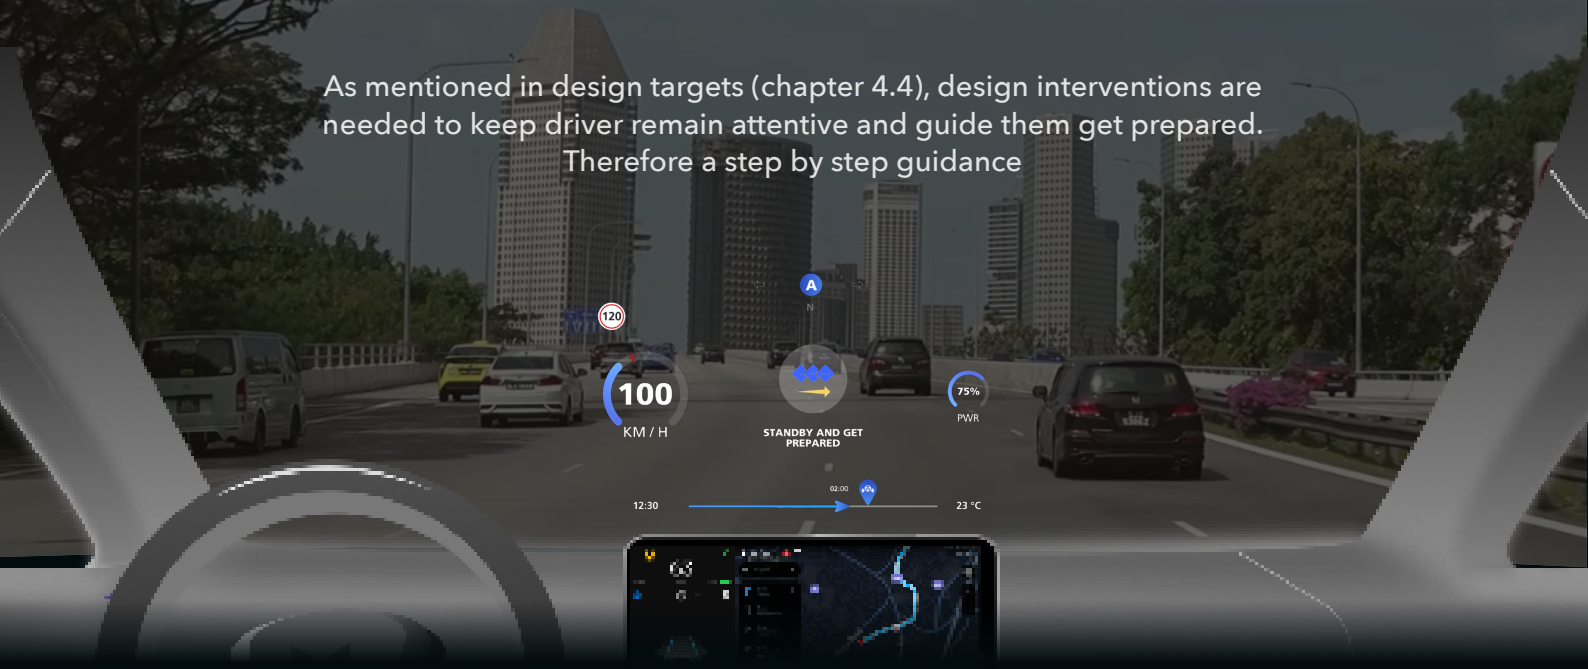 As mentioned in design targets (chapter 4.4), design interventions are
needed to keep driver remain attentive and guide them get prepared.
Therefore a step by step guidance
A
N
120
100
KM / H
75%
PWR
STANDBY AND GET
PREPARED
02:00
12:30
23 °C